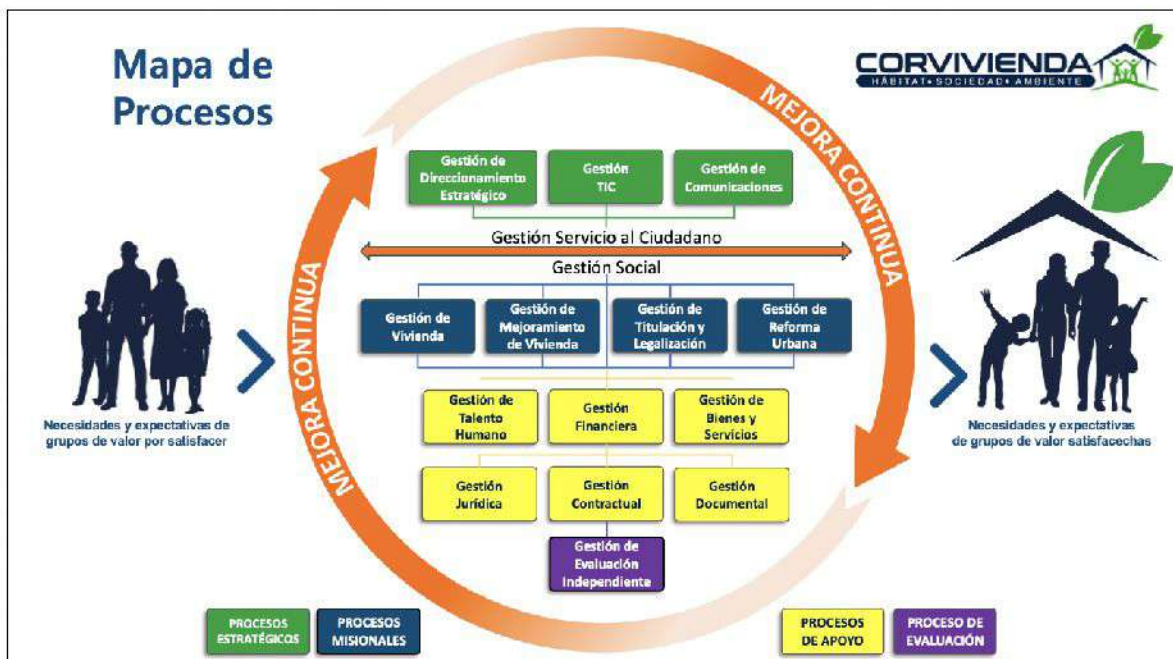 Mapa de
Procesos
CORVIVIENDA
HÁBITAT • SOCIEDAD • AMBIENTE
MEJORA CONTINUA
MEJORA CONTINUA
Gestión de
Direccionamiento
Estratégico
Gestión
TIC
Gestión de
Comunicaciones
Gestión Servicio al Ciudadano
Gestión Social
Gestión de
Vivienda
Gestión de
Mejoramiento
de Vivienda
Gestión de
Titulación y
Legalización
Gestión de
Reforma
Urbana
Necesidades y expectativas de
grupos de valor por satisfacer
Necesidades y expectativas
de grupos de valor satisfacechas
Gestión de
Talento
Humano
Gestión
Financiera
Gestión de
Bienes y
Servicios
Gestión
Jurídica
Gestión
Contractual
Gestión
Documental
Gestión de
Evaluación
Independiente
PROCESOS
ESTRATÉGICOS
PROCESOS
MISIONALES
PROCESOS
DE APOYO
PROCESO DE
EVALUACIÓN